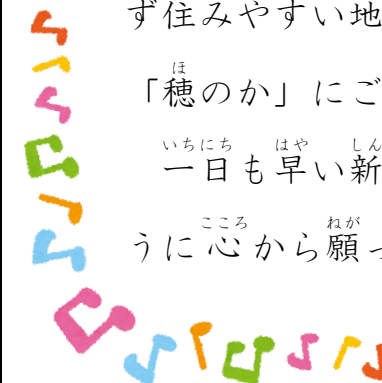 ず住みやすい地
「穂のか」にご
一日も早い新
うに心から願っ